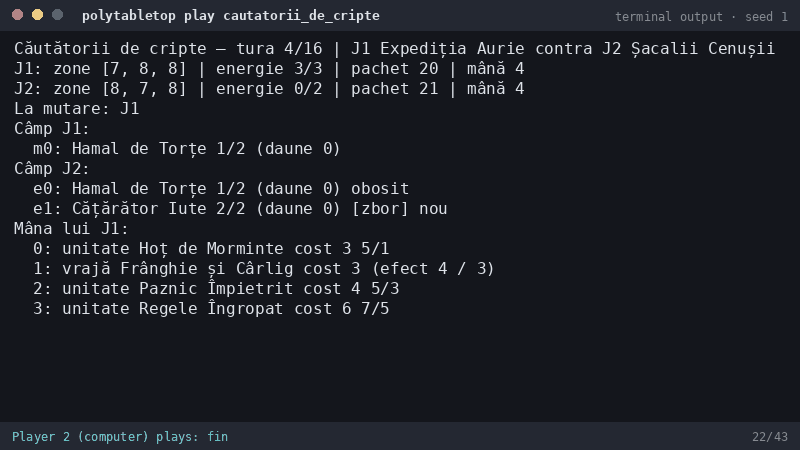 polytabletop play cautatorii_de_cripte
terminal output · seed 1
Căutătorii de cripte — tura 4/16 | J1 Expediția Aurie contra J2 Șacalii Cenușii
J1: zone [7, 8, 8] | energie 3/3 | pachet 20 | mână 4
J2: zone [8, 7, 8] | energie 0/2 | pachet 21 | mână 4
La mutare: J1
Câmp J1:
m0: Hamal de Torțe 1/2 (daune 0)
Câmp J2:
e0: Hamal de Torțe 1/2 (daune 0) obosit
e1: Cățărător Iute 2/2 (daune 0) [zbor] nou
Mâna lui J1:
0: unitate Hoț de Morminte cost 3 5/1
1: vrajă Frânghie și Cârlig cost 3 (efect 4 / 3)
2: unitate Paznic Împietrit cost 4 5/3
3: unitate Regele Îngropat cost 6 7/5
Player 2 (computer) plays: fin
22/43